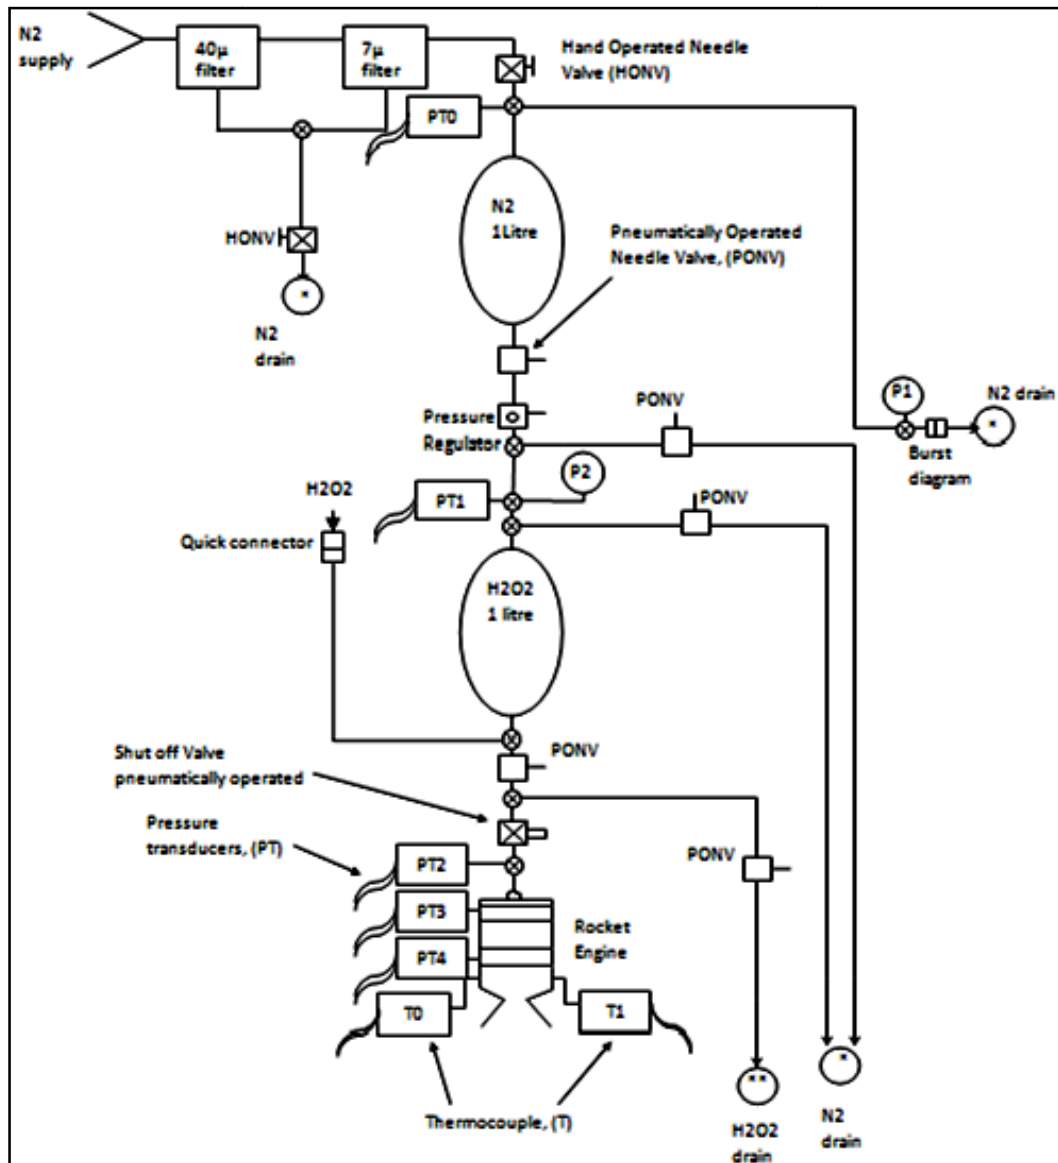 N2
supply
40µ
filter
7µ
filter
Hand Operated Needle
Valve (HONV)
PT0
N2
1Litre
HONV
*
N2
drain
Pneumatically Operated
Needle Valve, (PONV)
Pressure
Regulator
PONV
P1
N2 drain
*
Burst
diagram
P2
PT1
PONV
H2O2
Quick connector
H2O2
1 litre
PONV
Shut off Valve
pneumatically operated
Pressure
transducers, (PT)
PONV
PT2
PT3
PT4
Rocket
Engine
T0
T1
Thermocouple, (T)
**
H2O2
drain
*
N2
drain